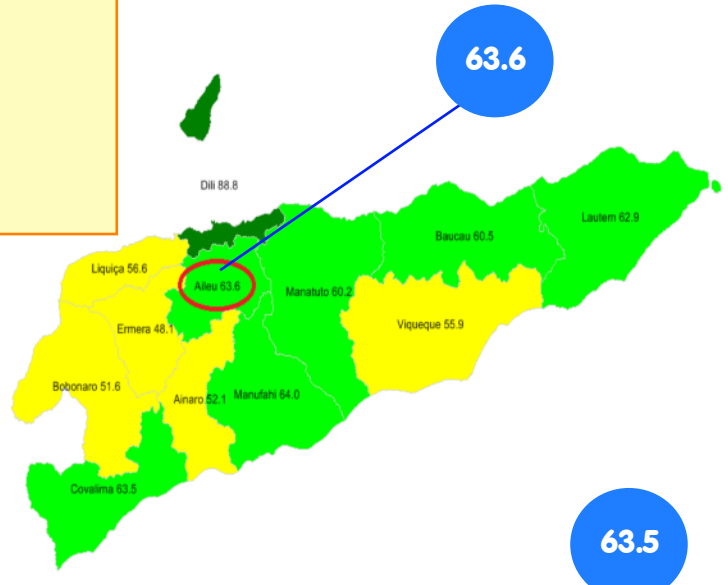 63.6
Dili 88.8
Lautem 62.9
Baucau 60.5
Liquiça 56.6
Aileu 63.6
Manatuto 60.2
Ermera 48.1
Viqueque 55.9
Bobonaro 51.6
Ainaro 52.1
Manufahi 64.0
Covalima 63.5
63.5